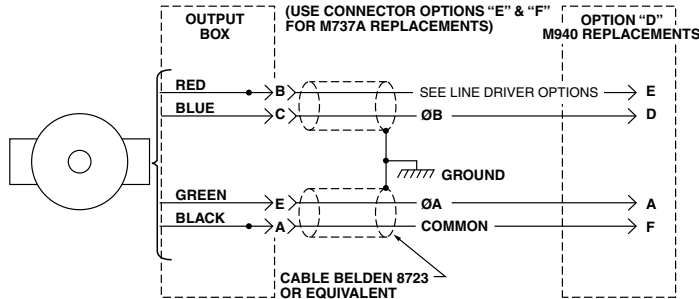 OUTPUT
BOX
(USE CONNECTOR OPTIONS “E” & “F”
FOR M737A REPLACEMENTS)
OPTION “D”
M940 REPLACEMENTS
RED B SEE LINE DRIVER OPTIONS E
BLUE C ØB D
GROUND
GREEN E ØA A
BLACK A COMMON F
CABLE BELDEN 8723
OR EQUIVALENT